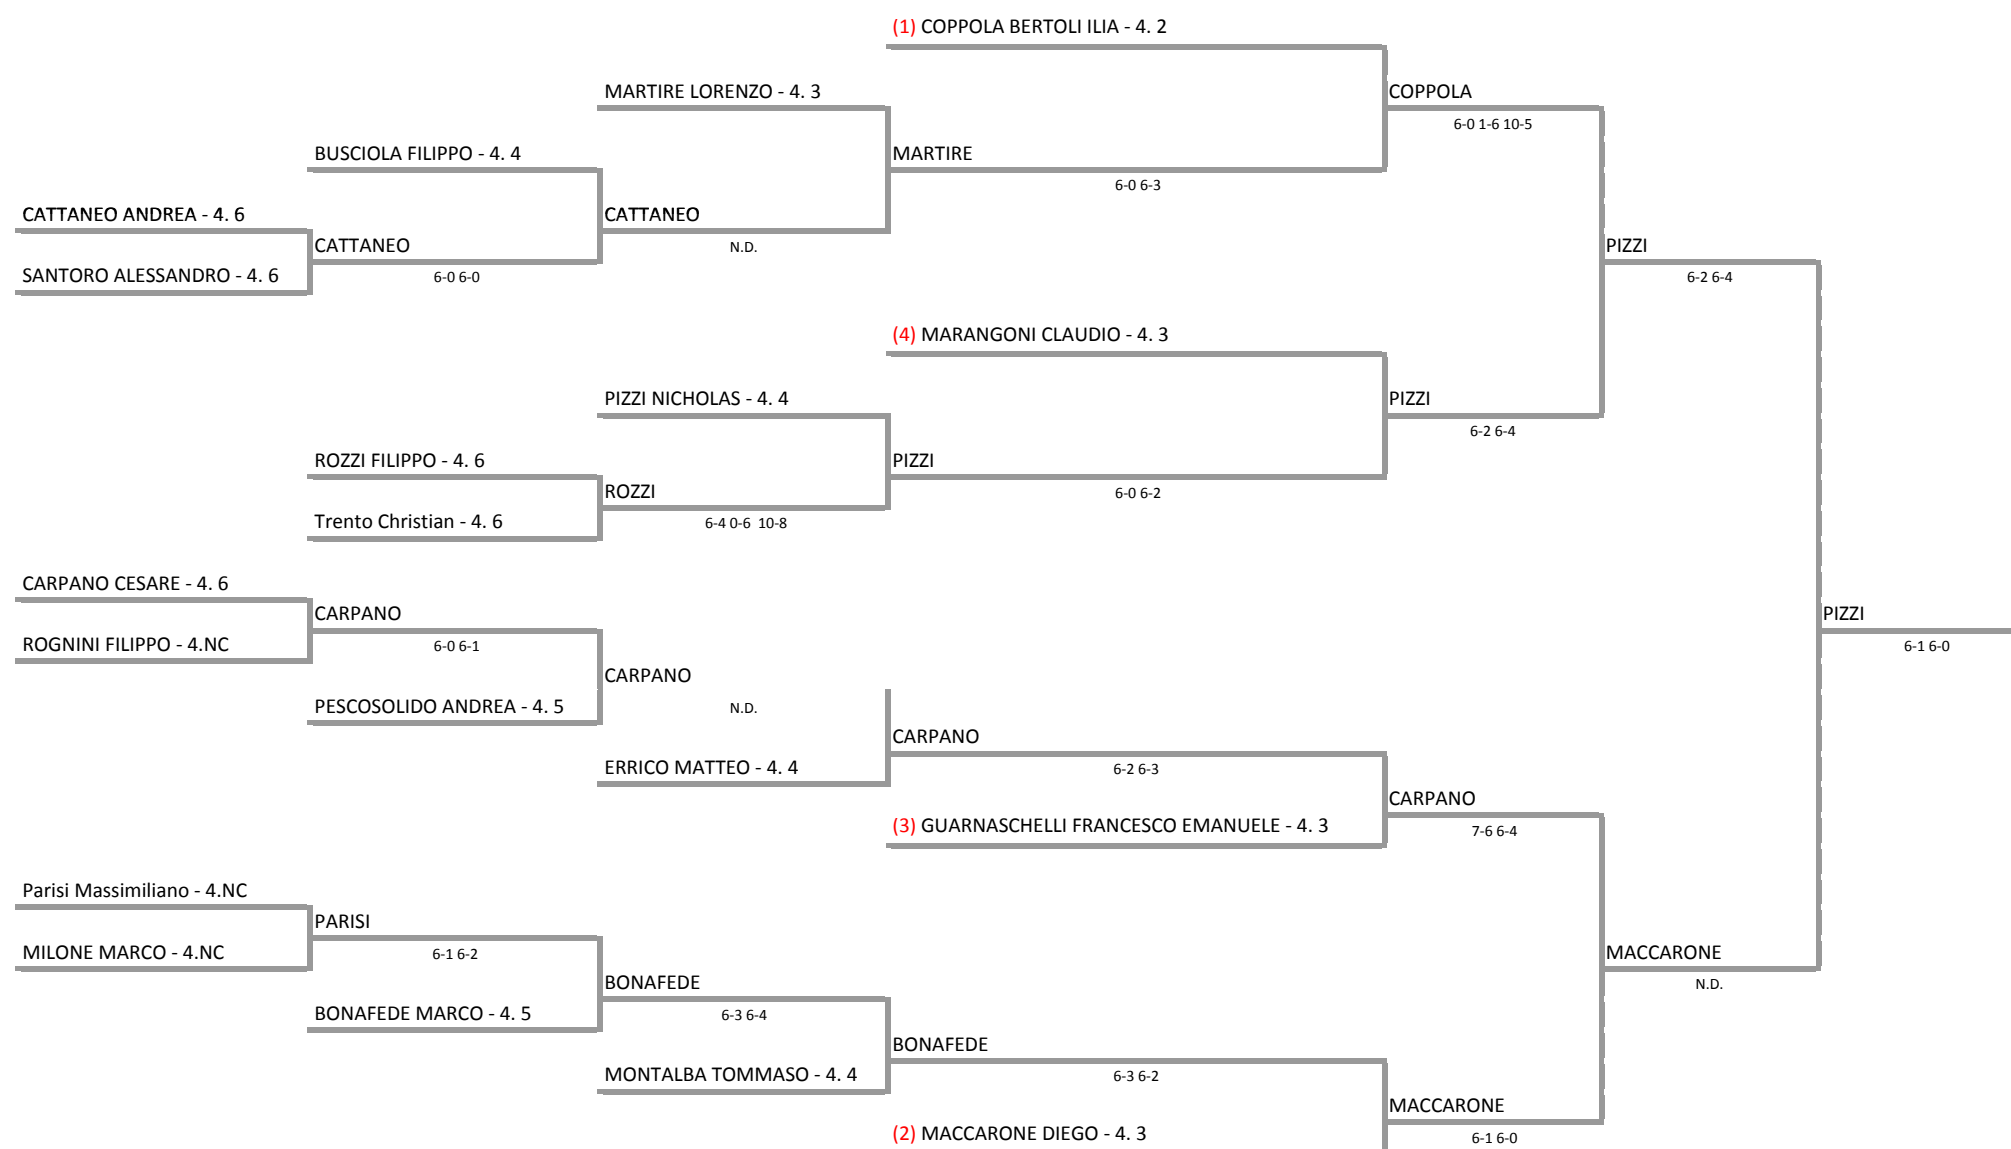 (1) COPPOLA BERTOLI ILIA - 4. 2
MARTIRE LORENZO - 4. 3
COPPOLA
6-0 1-6 10-5
BUSCIOLA FILIPPO - 4. 4
MARTIRE
6-0 6-3
CATTANEO ANDREA - 4. 6
CATTANEO
CATTANEO
N.D.
PIZZI
6-2 6-4
SANTORO ALESSANDRO - 4. 6
6-0 6-0
(4) MARANGONI CLAUDIO - 4. 3
PIZZI NICHOLAS - 4. 4
PIZZI
6-2 6-4
ROZZI FILIPPO - 4. 6
PIZZI
6-0 6-2
ROZZI
6-4 0-6 10-8
Trento Christian - 4. 6
CARPANO CESARE - 4. 6
CARPANO
6-0 6-1
PIZZI
6-1 6-0
ROGNINI FILIPPO - 4.NC
CARPANO
N.D.
PESCOSOLIDO ANDREA - 4. 5
CARPANO
6-2 6-3
ERRICO MATTEO - 4. 4
CARPANO
7-6 6-4
(3) GUARNASCHELLI FRANCESCO EMANUELE - 4. 3
Parisi Massimiliano - 4.NC
PARISI
6-1 6-2
MILONE MARCO - 4.NC
MACCARONE
N.D.
BONAFEDE
6-3 6-4
BONAFEDE MARCO - 4. 5
BONAFEDE
6-3 6-2
MONTALBA TOMMASO - 4. 4
MACCARONE
6-1 6-0
(2) MACCARONE DIEGO - 4. 3